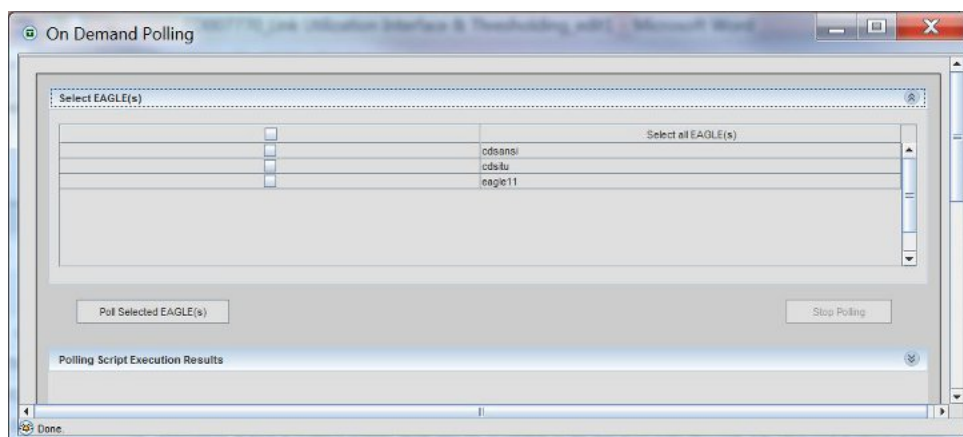 On Demand Polling
Select EAGLE(s)
Select all EAGLE(s)
cdsansi
cdsitu
eagle11
Poll Selected EAGLE(s)
Stop Polling
Polling Script Execution Results
Done.